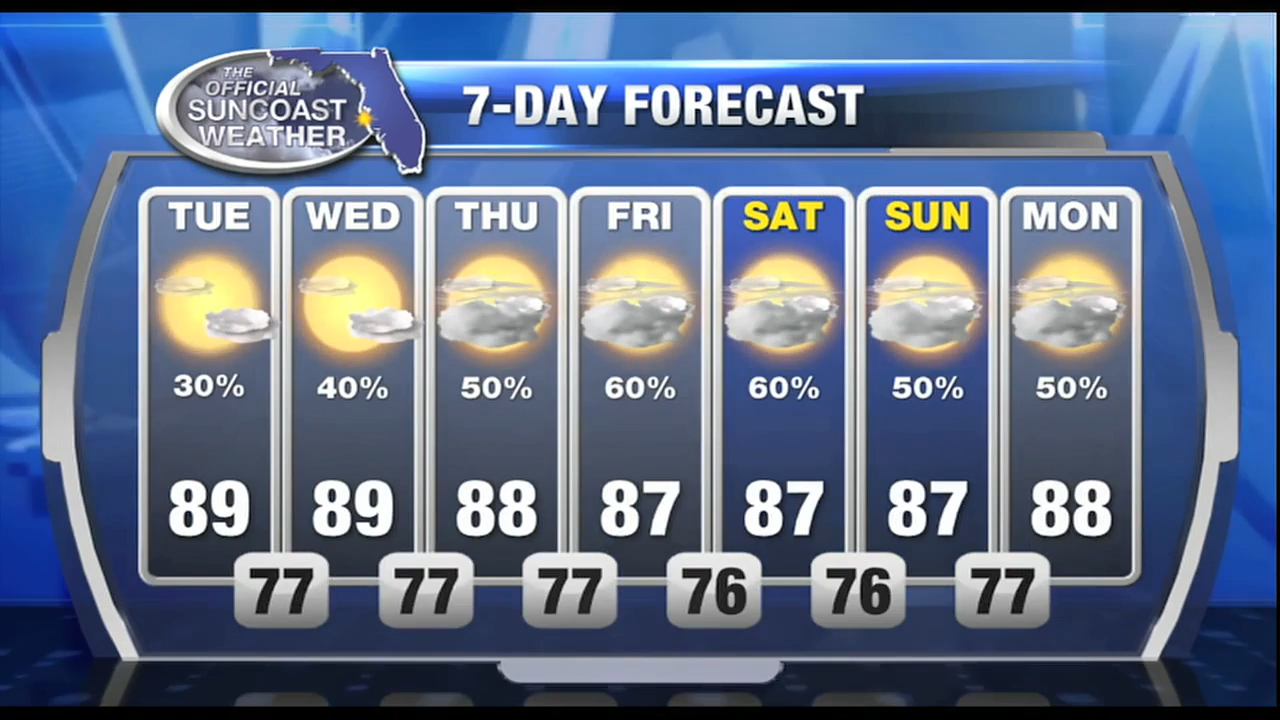 THE
OFFICIAL
SUNCOAST
WEATHER
7-DAY FORECAST
TUE WED THU FRI SAT SUN MON
30% 40% 50% 60% 60% 50% 50%
89 89 88 87 87 87 88
77 77 77 76 76 77